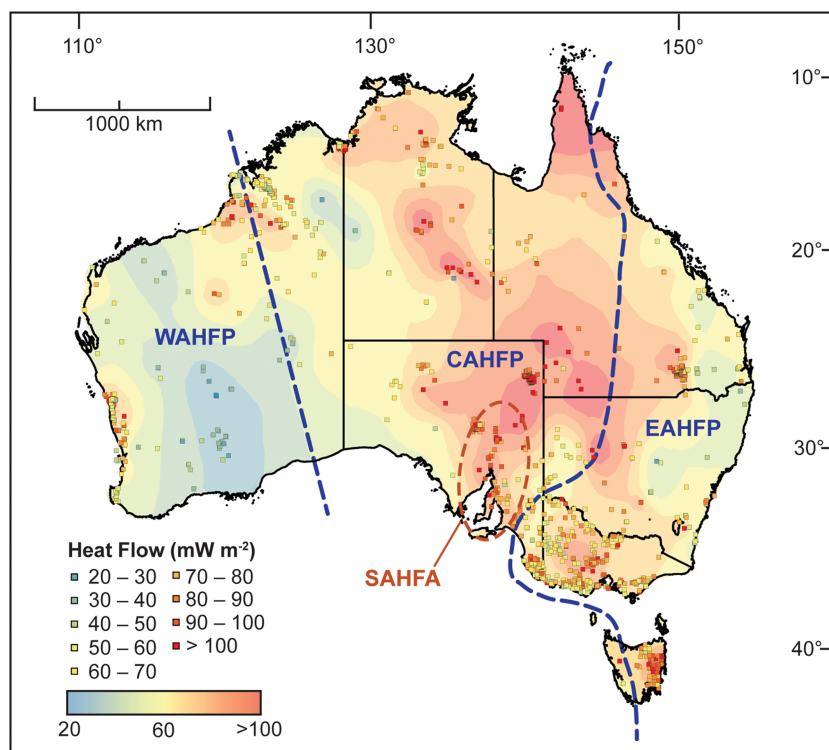 110°
130°
150°
10°
1000 km
20°
WAHFP
CAHFP
EAHFP
30°
Heat Flow (mW m⁻²)
20 – 30
30 – 40
40 – 50
50 – 60
60 – 70
70 – 80
80 – 90
90 – 100
> 100
SAHFA
40°
20
60
>100